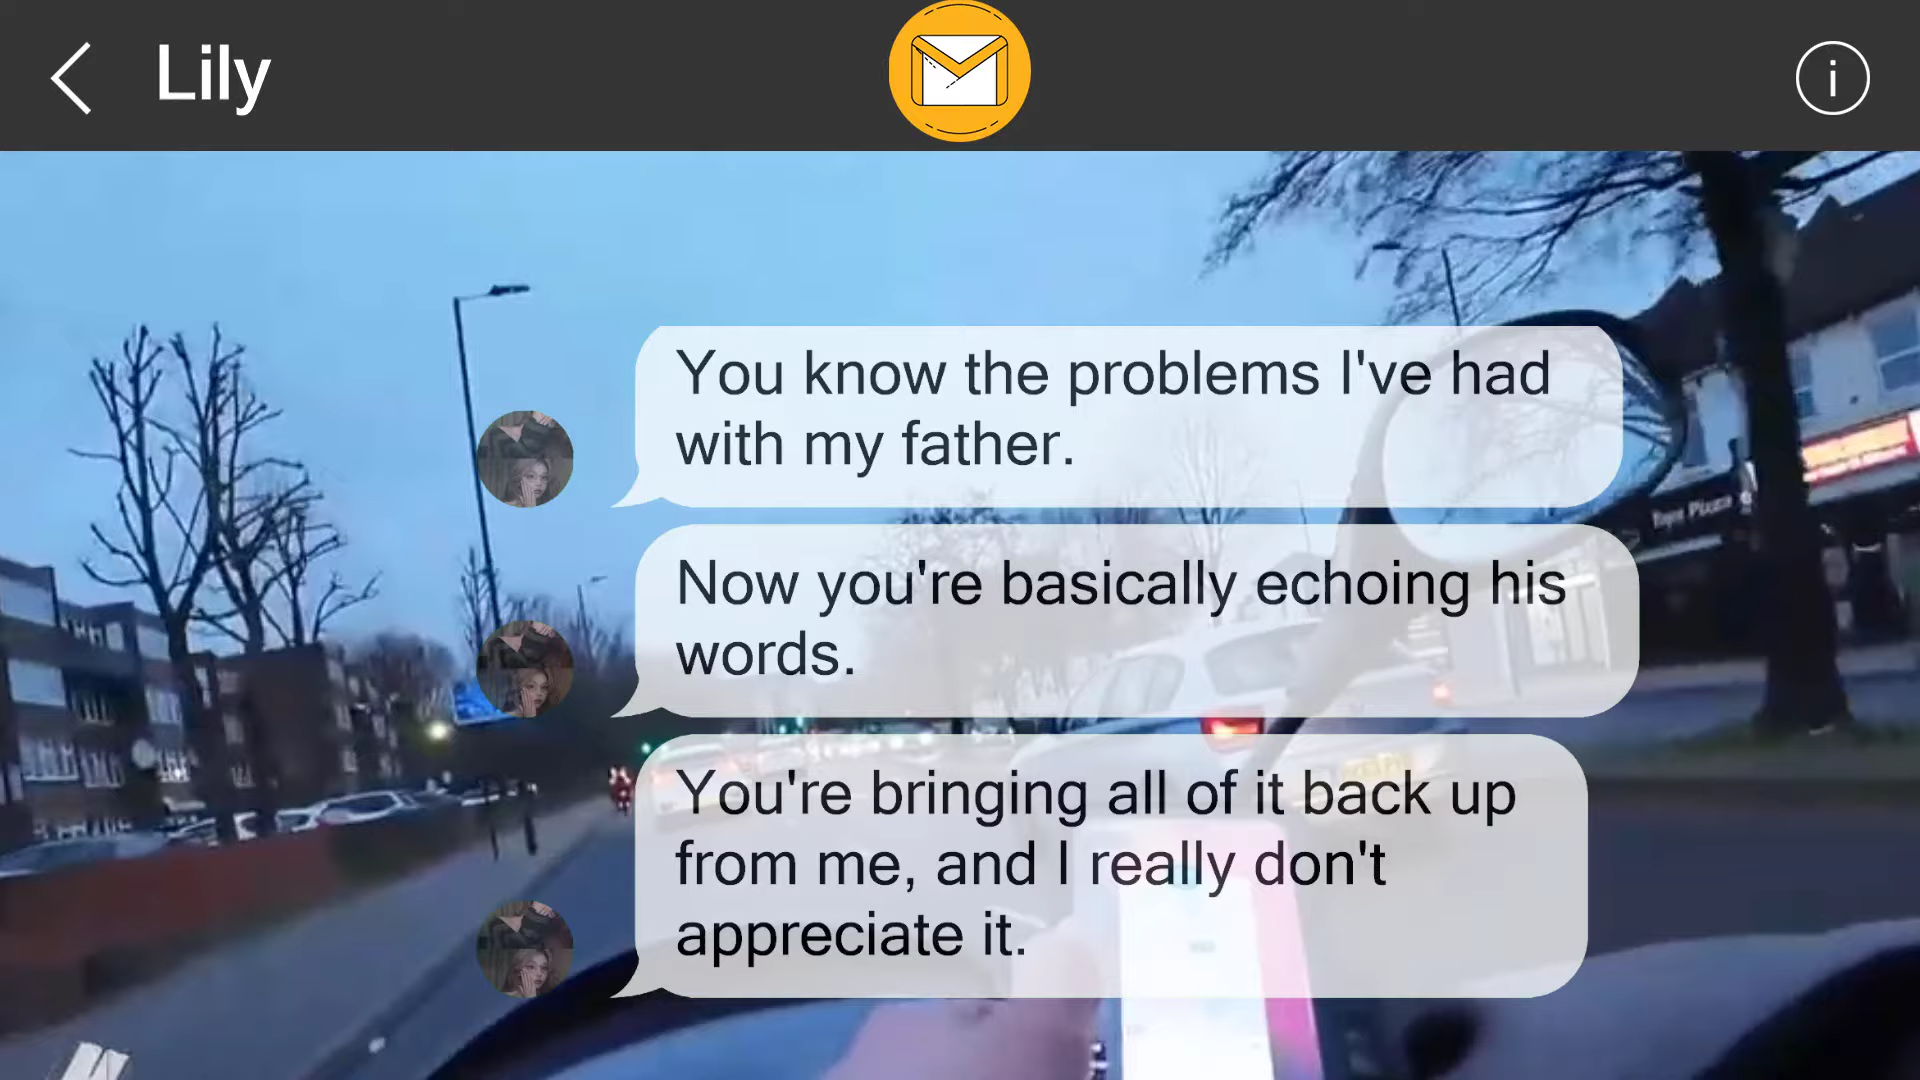 Lily
You know the problems I've had
with my father.
Now you're basically echoing his
words.
You're bringing all of it back up
from me, and I really don't
appreciate it.